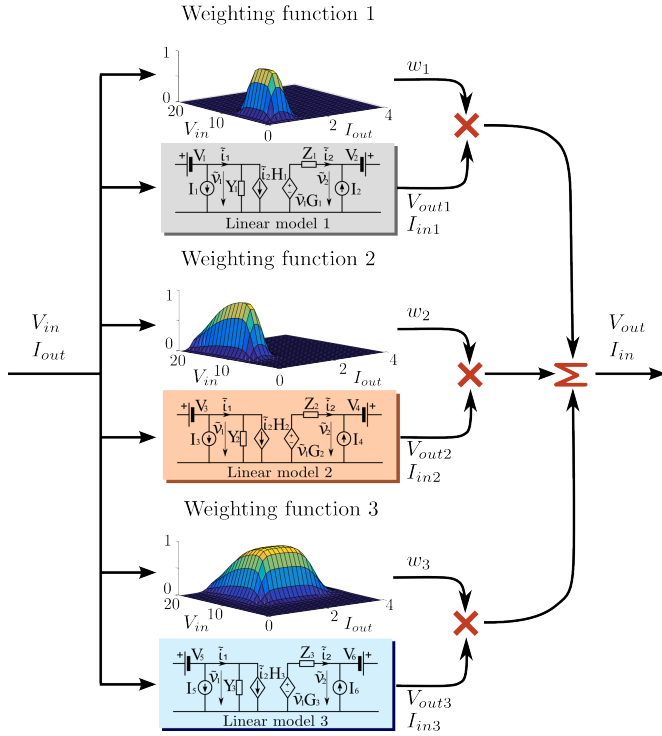 Weighting function 1
1
0
20
10
0
2
4
V_in
I_out
w_1
+ V_1 ĩ_1 Z_1 ĩ_2 V_2 +
I_1 ṽ_1 Y_1 ĩ_2H_1 + − ṽ_1G_1 ṽ_2 I_2
Linear model 1
V_out1
I_in1
Weighting function 2
1
0
20
10
0
2
4
V_in
I_out
w_2
V_in
I_out
V_out
I_in
Σ
+ V_3 ĩ_1 Z_2 ĩ_2 V_4 +
I_3 ṽ_1 Y_2 ĩ_2H_2 + − ṽ_1G_2 ṽ_2 I_4
Linear model 2
V_out2
I_in2
Weighting function 3
1
0
20
10
0
2
4
V_in
I_out
w_3
+ V_5 ĩ_1 Z_3 ĩ_2 V_6 +
I_5 ṽ_1 Y_3 ĩ_2H_3 + − ṽ_1G_3 ṽ_2 I_6
Linear model 3
V_out3
I_in3